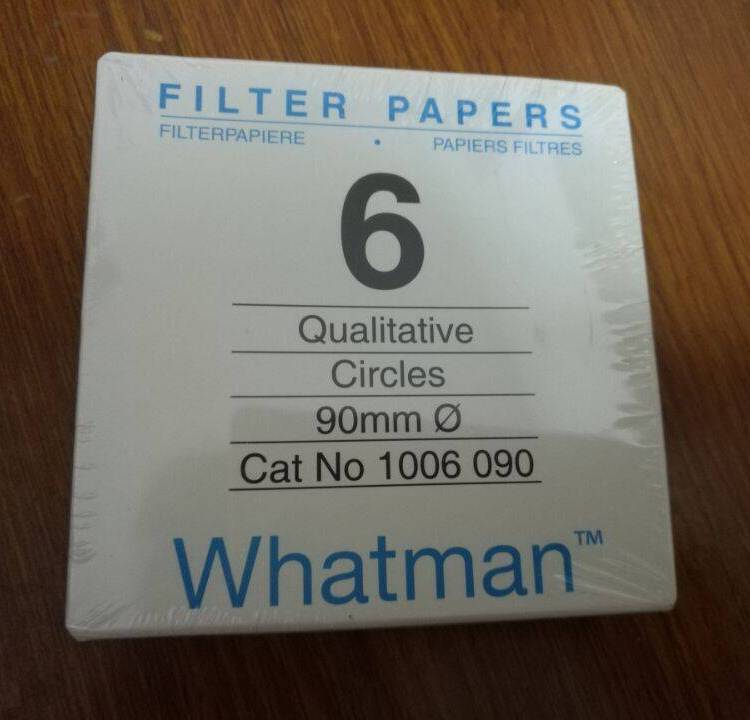 FILTER PAPERS
FILTERPAPIERE • PAPIERS FILTRES
6
Qualitative
Circles
90mm Ø
Cat No 1006 090
Whatman™